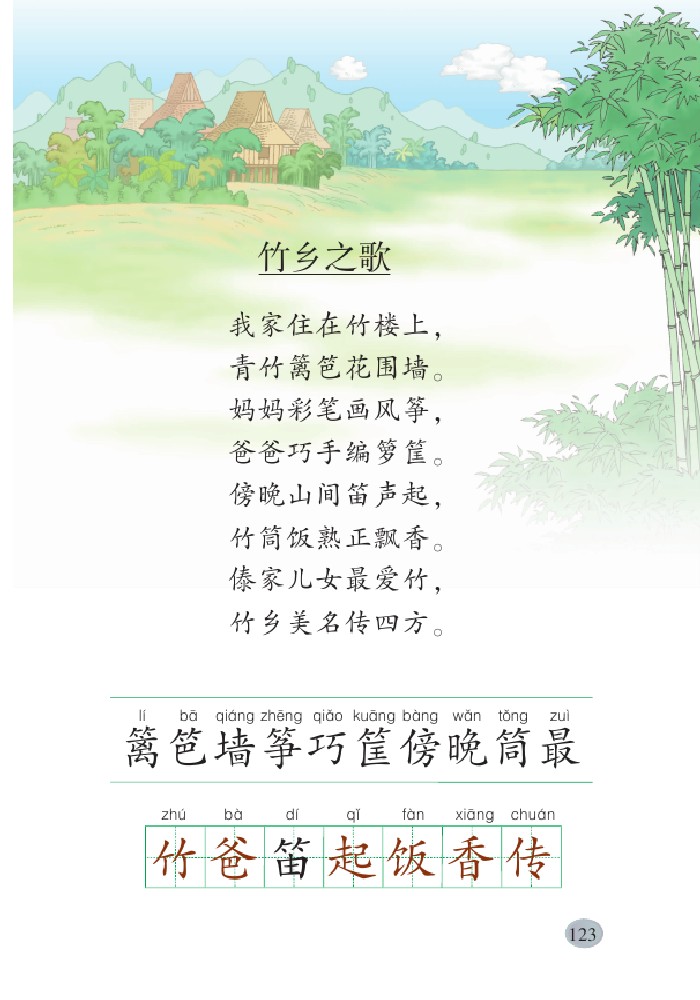 竹乡之歌
我家住在竹楼上，
青竹篱笆花围墙。
妈妈彩笔画风筝，
爸爸巧手编箩筐。
傍晚山间笛声起，
竹筒饭熟正飘香。
傣家儿女最爱竹，
竹乡美名传四方。
lí bā qiáng zhēng qiǎo kuāng bàng wǎn tǒng zuì
篱笆墙筝巧筐傍晚筒最
zhú bà dí qǐ fàn xiāng chuán
竹爸笛起饭香传
123